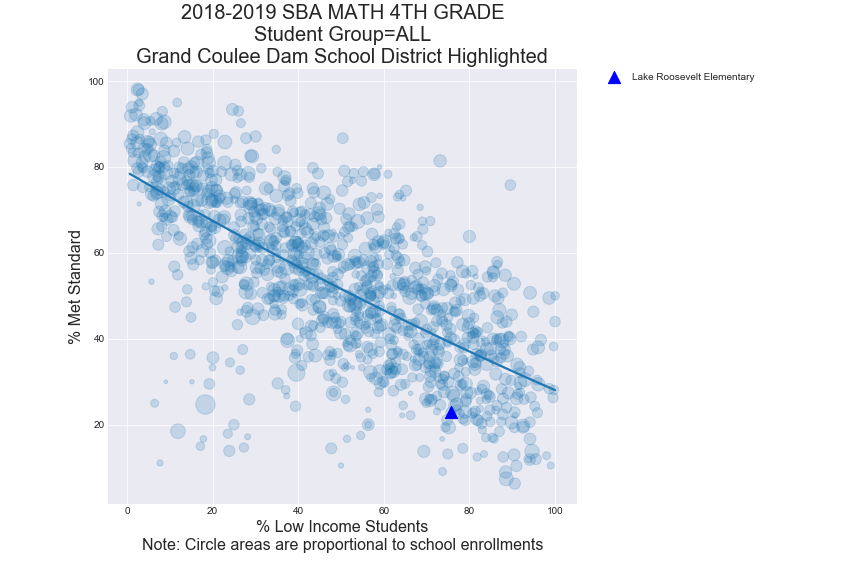 2018-2019 SBA MATH 4TH GRADE
Student Group=ALL
Grand Coulee Dam School District Highlighted
Lake Roosevelt Elementary
% Met Standard
100
80
60
40
20
0 20 40 60 80 100
% Low Income Students
Note: Circle areas are proportional to school enrollments